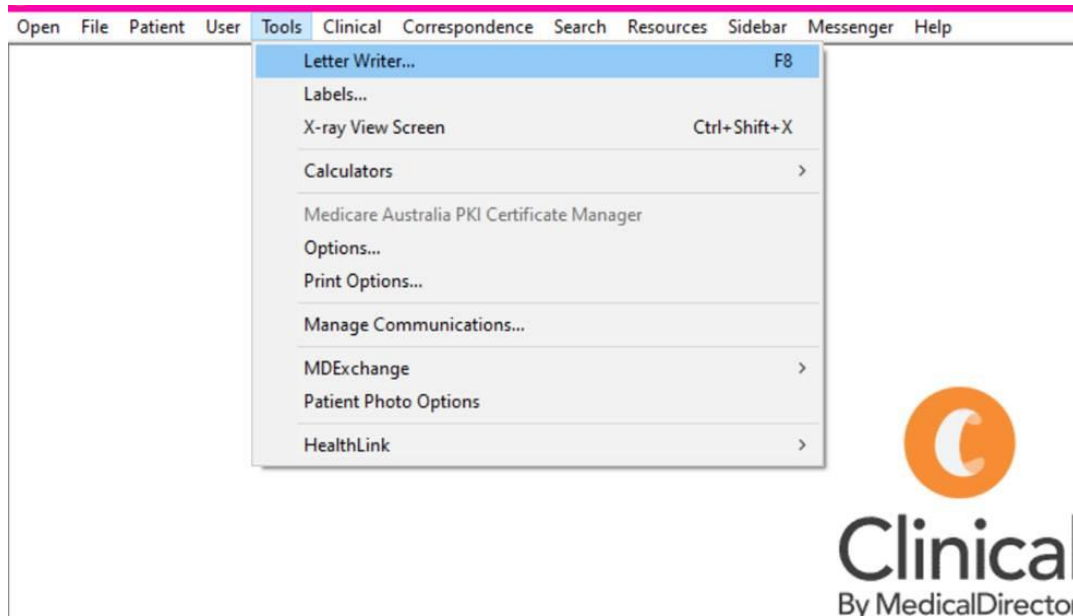 Open File Patient User Tools Clinical Correspondence Search Resources Sidebar Messenger Help
Letter Writer... F8
Labels...
X-ray View Screen Ctrl+Shift+X
Calculators >
Medicare Australia PKI Certificate Manager
Options...
Print Options...
Manage Communications...
MDExchange >
Patient Photo Options
HealthLink >
Clinical
By MedicalDirector